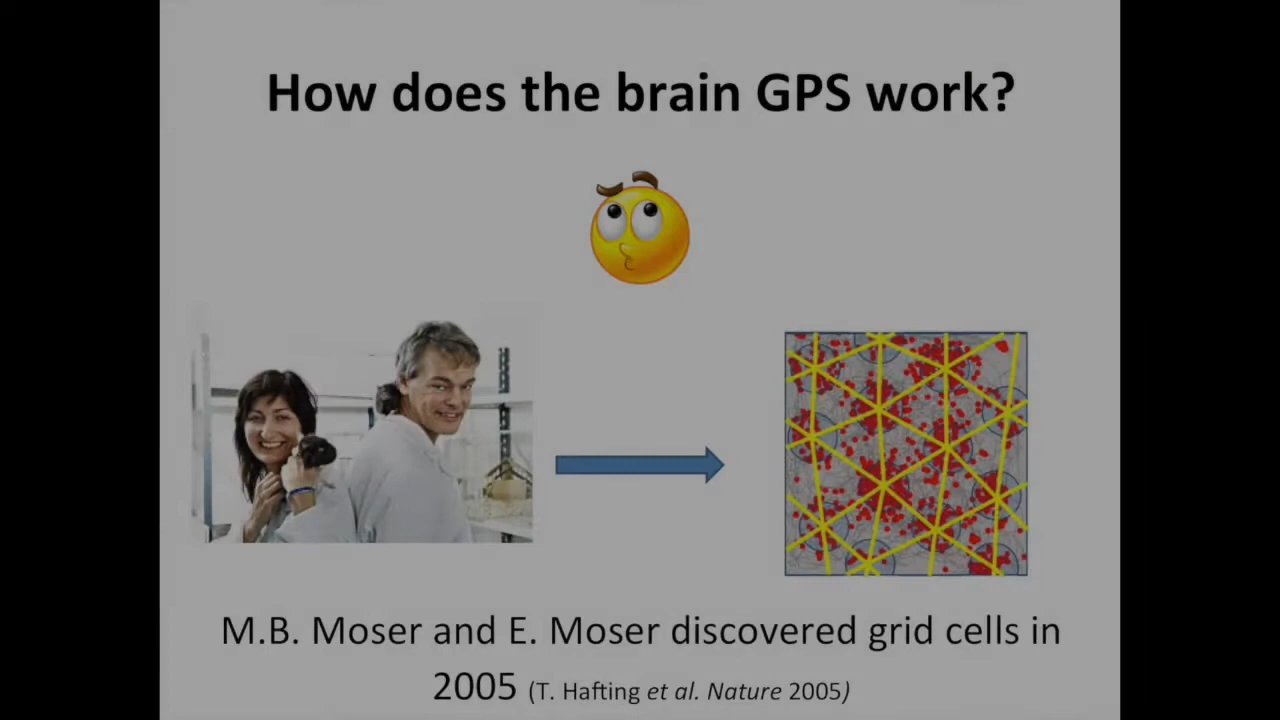 How does the brain GPS work?
M.B. Moser and E. Moser discovered grid cells in
2005 (T. Hafting et al. Nature 2005)